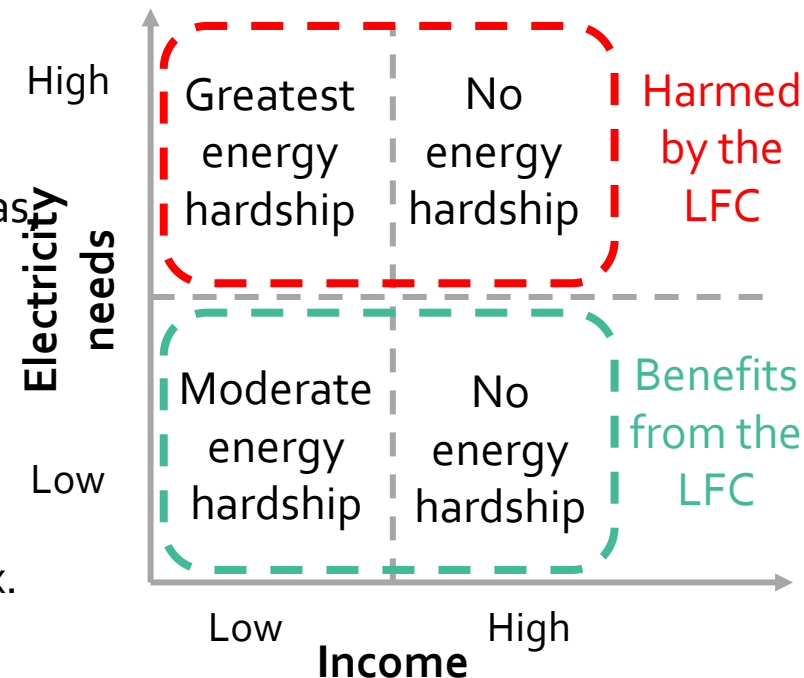 High
Greatest
energy
hardship
No
energy
hardship
Harmed
by the
LFC
as
Electricity
needs
Moderate
energy
hardship
No
energy
hardship
Benefits
from the
LFC
Low
x.
Low
High
Income